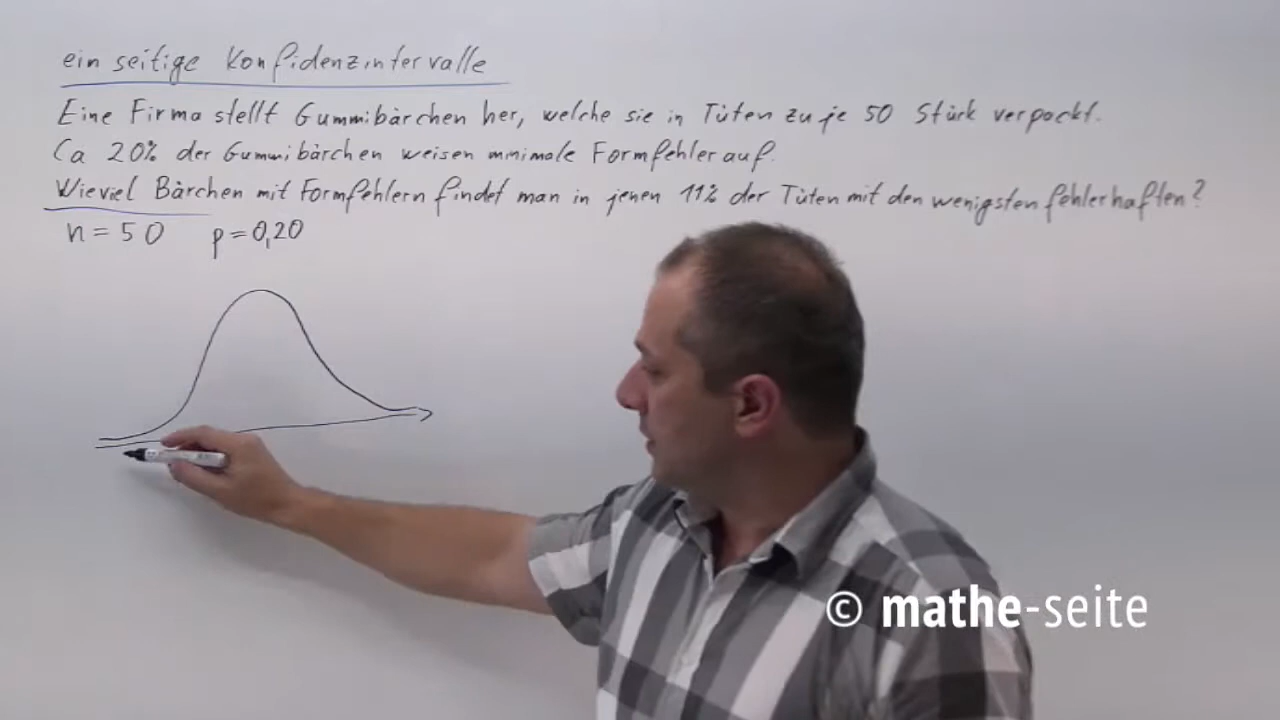 ein seitige Konfidenzintervalle
Eine Firma stellt Gummibärchen her, welche sie in Tüten zu je 50 Stück verpackt.
Ca 20% der Gummibärchen weisen minimale Formfehler auf.
Wieviel Bärchen mit Formfehlern findet man in jenen 11% der Tüten mit den wenigsten fehlerhaften?
n = 50 p = 0,20
© mathe-seite